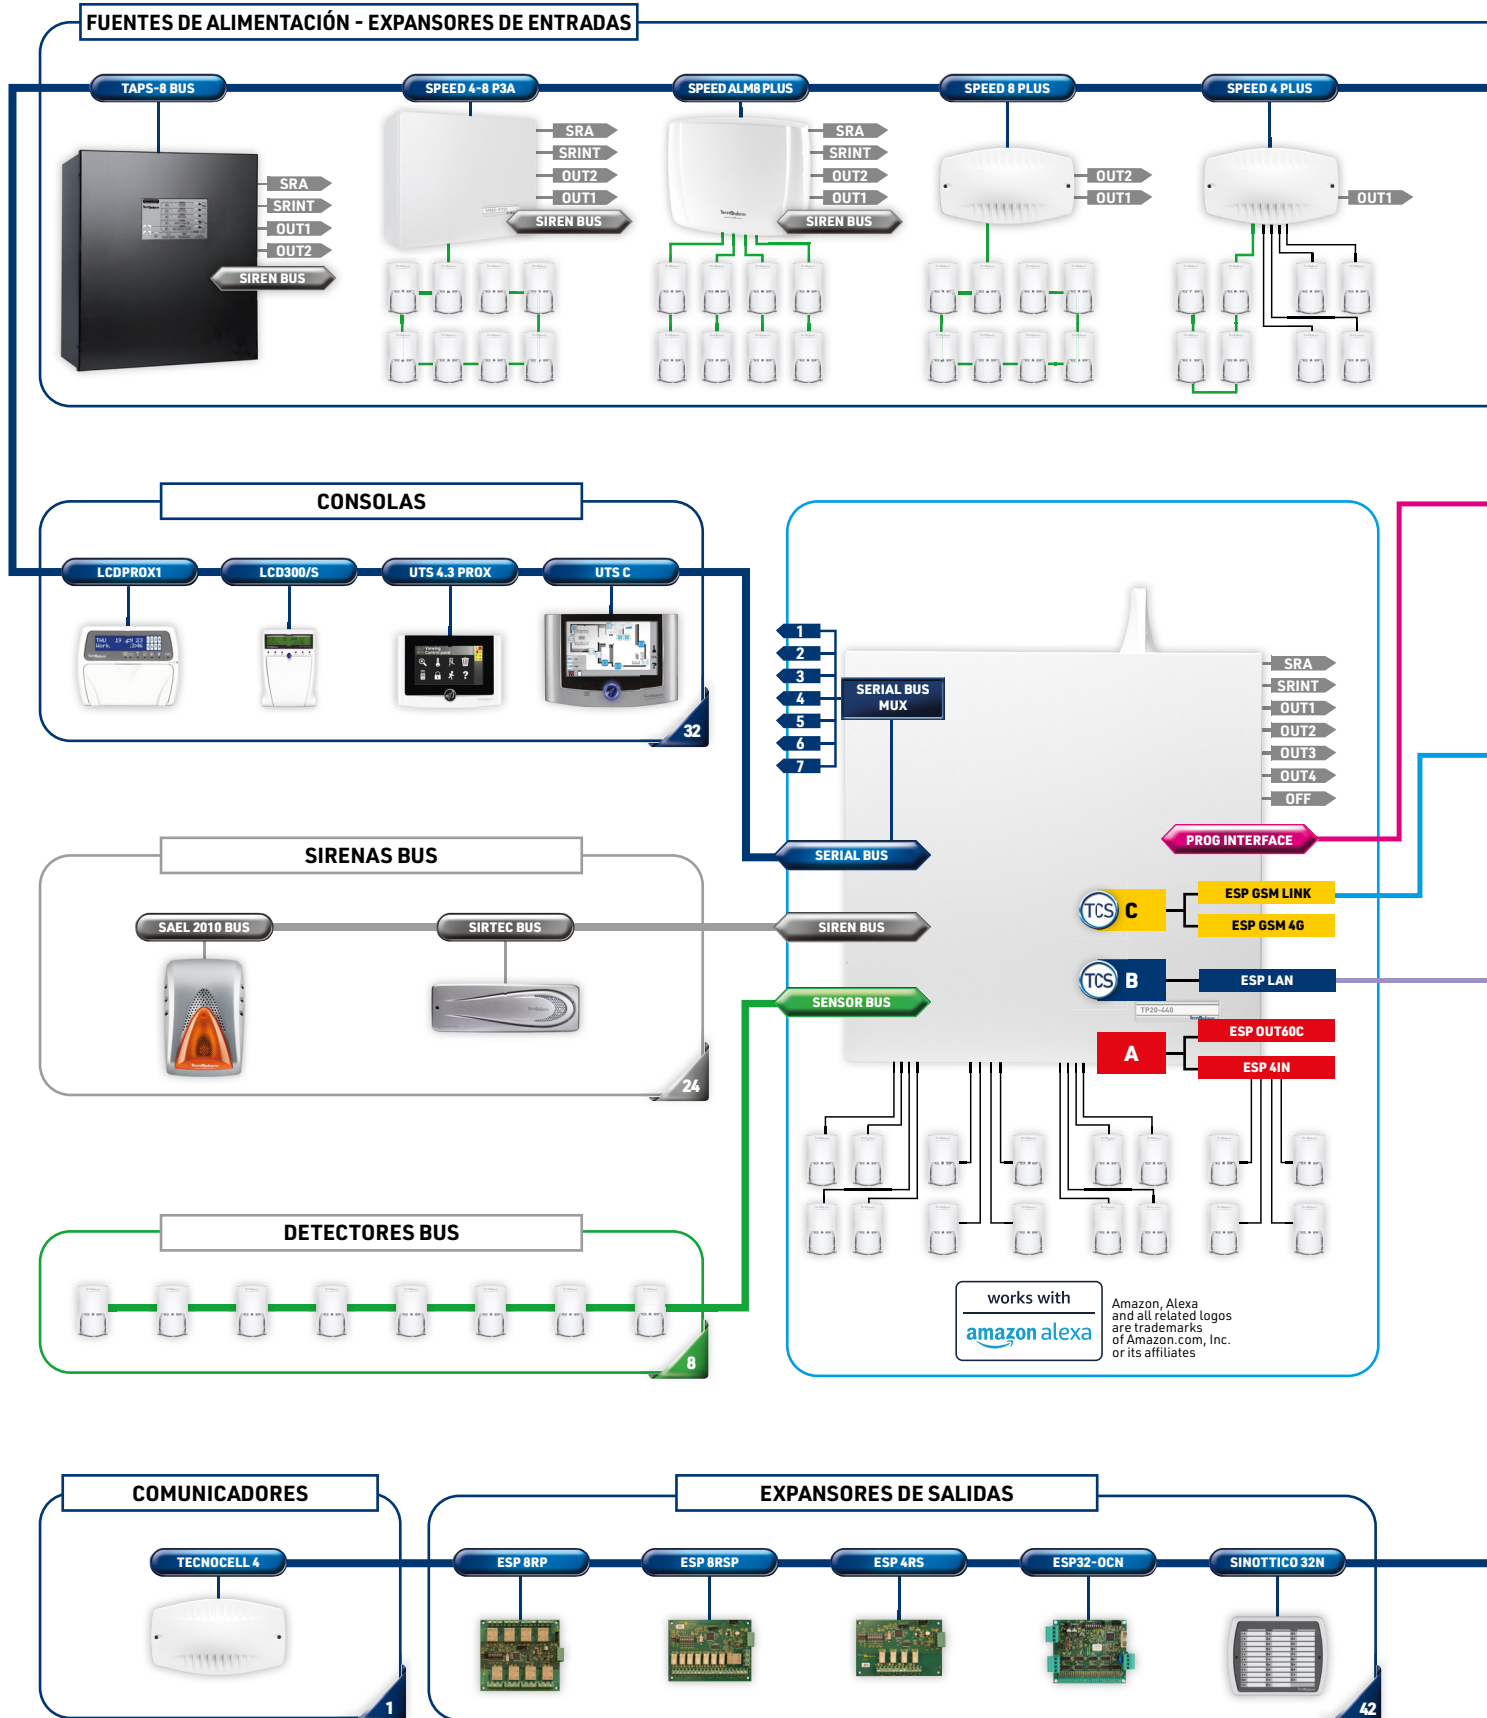 FUENTES DE ALIMENTACIÓN - EXPANSORES DE ENTRADAS
TAPS-8 BUS
SPEED 4-8 P3A
SPEED ALM8 PLUS
SPEED 8 PLUS
SPEED 4 PLUS
SRA
SRINT
OUT1
OUT2
SIREN BUS
SRA
SRINT
OUT2
OUT1
SIREN BUS
SRA
SRINT
OUT2
OUT1
SIREN BUS
OUT2
OUT1
OUT1
CONSOLAS
LCDPROX1
LCD300/S
UTS 4.3 PROX
UTS C
Viewing
Control panel
32
1
2
3
4
5
6
7
SERIAL BUS
MUX
SRA
SRINT
OUT1
OUT2
OUT3
OUT4
OFF
SERIAL BUS
PROG INTERFACE
SIRENAS BUS
SAEL 2010 BUS
SIRTEC BUS
24
SIREN BUS
SENSOR BUS
TCS C
ESP GSM LINK
ESP GSM 4G
TCS B
ESP LAN
TP20-440
A
ESP OUT60C
ESP 4IN
DETECTORES BUS
8
works with
amazon alexa
Amazon, Alexa
and all related logos
are trademarks
of Amazon.com, Inc.
or its affiliates
COMUNICADORES
TECNOCELL 4
1
EXPANSORES DE SALIDAS
ESP 8RP
ESP 8RSP
ESP 4RS
ESP32-OCN
SINOTTICO 32N
42